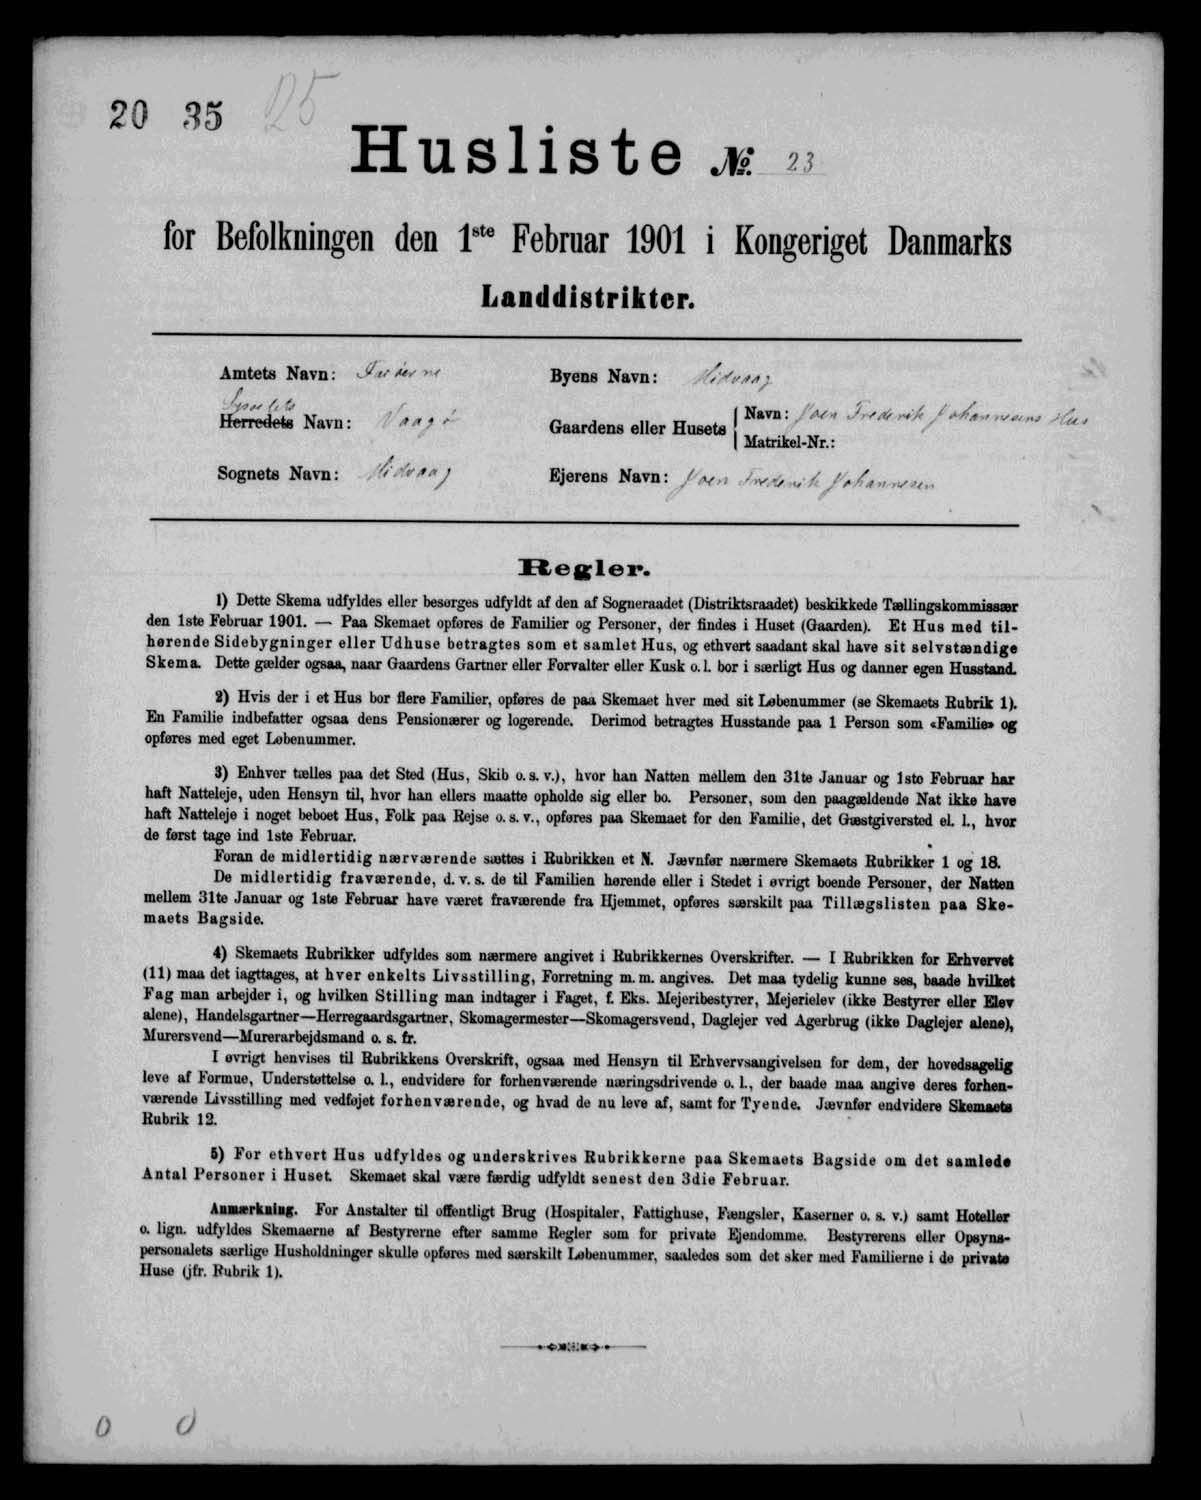 20 35 125
Husliste No. 23
for Befolkningen den 1ste Februar 1901 i Kongeriget Danmarks
Landdistrikter.
Amtets Navn: Færøerne
Byens Navn: Midvaag
Sysselets
Herredets Navn: Vaagø
Gaardens eller Husets
Navn: Joen Frederik Johannesens Hus
Matrikel-Nr.:
Sognets Navn: Midvaag
Ejerens Navn: Joen Frederik Johannesen
Regler.
1) Dette Skema udfyldes eller besørges udfyldt af den af Sogneraadet (Distriktsraadet) beskikkede Tællingskommissær
den 1ste Februar 1901. — Paa Skemaet opføres de Familier og Personer, der findes i Huset (Gaarden). Et Hus med til-
hørende Sidebygninger eller Udhuse betragtes som et samlet Hus, og ethvert saadant skal have sit selvstændige
Skema. Dette gælder ogsaa, naar Gaardens Gartner eller Forvalter eller Kusk o. l. bor i særligt Hus og danner egen Husstand.
2) Hvis der i et Hus bor flere Familier, opføres de paa Skemaet hver med sit Løbenummer (se Skemaets Rubrik 1).
En Familie indbefatter ogsaa dens Pensionærer og logerende. Derimod betragtes Husstande paa 1 Person som «Familie» og
opføres med eget Løbenummer.
3) Enhver tælles paa det Sted (Hus, Skib o. s. v.), hvor han Natten mellem den 31te Januar og 1ste Februar har
haft Natteleje, uden Hensyn til, hvor han ellers maatte opholde sig eller bo. Personer, som den paagældende Nat ikke have
haft Natteleje i noget beboet Hus, Folk paa Rejse o. s. v., opføres paa Skemaet for den Familie, det Gæstgiversted el. l., hvor
de først tage ind 1ste Februar.
Foran de midlertidig nærværende sættes i Rubrikken et N. Jævnfør nærmere Skemaets Rubrikker 1 og 18.
De midlertidig fraværende, d. v. s. de til Familien hørende eller i Stedet i øvrigt boende Personer, der Natten
mellem 31te Januar og 1ste Februar have været fraværende fra Hjemmet, opføres særskilt paa Tillægslisten paa Ske-
maets Bagside.
4) Skemaets Rubrikker udfyldes som nærmere angivet i Rubrikkernes Overskrifter. — I Rubrikken for Erhvervet
(11) maa det iagttages, at hver enkelts Livsstilling, Forretning m. m. angives. Det maa tydelig kunne ses, baade hvilket
Fag man arbejder i, og hvilken Stilling man indtager i Faget, f. Eks. Mejeribestyrer, Mejerielev (ikke Bestyrer eller Elev
alene), Handelsgartner—Herregaardsgartner, Skomagermester—Skomagersvend, Daglejer ved Agerbrug (ikke Daglejer alene),
Murersvend—Murerarbejdsmand o. s. fr.
I øvrigt henvises til Rubrikkens Overskrift, ogsaa med Hensyn til Erhvervsangivelsen for dem, der hovedsagelig
leve af Formue, Understøttelse o. l., endvidere for forhenværende næringsdrivende o. l., der baade maa angive deres forhen-
værende Livsstilling med vedføjet forhenværende, og hvad de nu leve af, samt for Tyende. Jævnfør endvidere Skemaets
Rubrik 12.
5) For ethvert Hus udfyldes og underskrives Rubrikkerne paa Skemaets Bagside om det samlede
Antal Personer i Huset. Skemaet skal være færdig udfyldt senest den 3die Februar.
Anmærkning. For Anstalter til offentligt Brug (Hospitaler, Fattighuse, Fængsler, Kaserner o. s. v.) samt Hoteller
o. lign. udfyldes Skemaerne af Bestyrerne efter samme Regler som for private Ejendomme. Bestyrerens eller Opsyns-
personalets særlige Husholdninger skulle opføres med særskilt Løbenummer, saaledes som det sker med Familierne i de private
Huse (jfr. Rubrik 1).
0 0